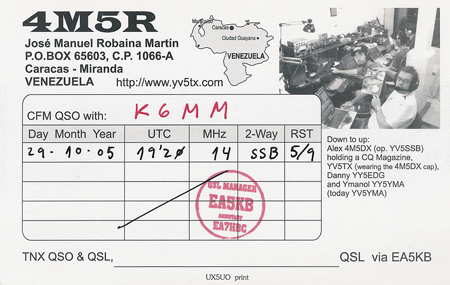 4M5R
José Manuel Robaina Martín
P.O.BOX 65603, C.P. 1066-A
Caracas - Miranda
VENEZUELA http://www.yv5tx.com
Maracaibo
Caracas
Ciudad Guayana
VENEZUELA
CFM QSO with: K6MM
Day Month Year UTC MHz 2-Way RST
29-10-05 19'20 14 SSB 5/9
QSL MANAGER
EA5KB
ASSISTANT
EA7HBC
Down to up:
Alex 4M5DX (op. YV5SSB)
holding a CQ Magazine,
YV5TX (wearing the 4M5DX cap),
Danny YY5EDG
and Ymanol YY5YMA
(today YV5YMA)
TNX QSO & QSL, QSL via EA5KB
UX5UO print